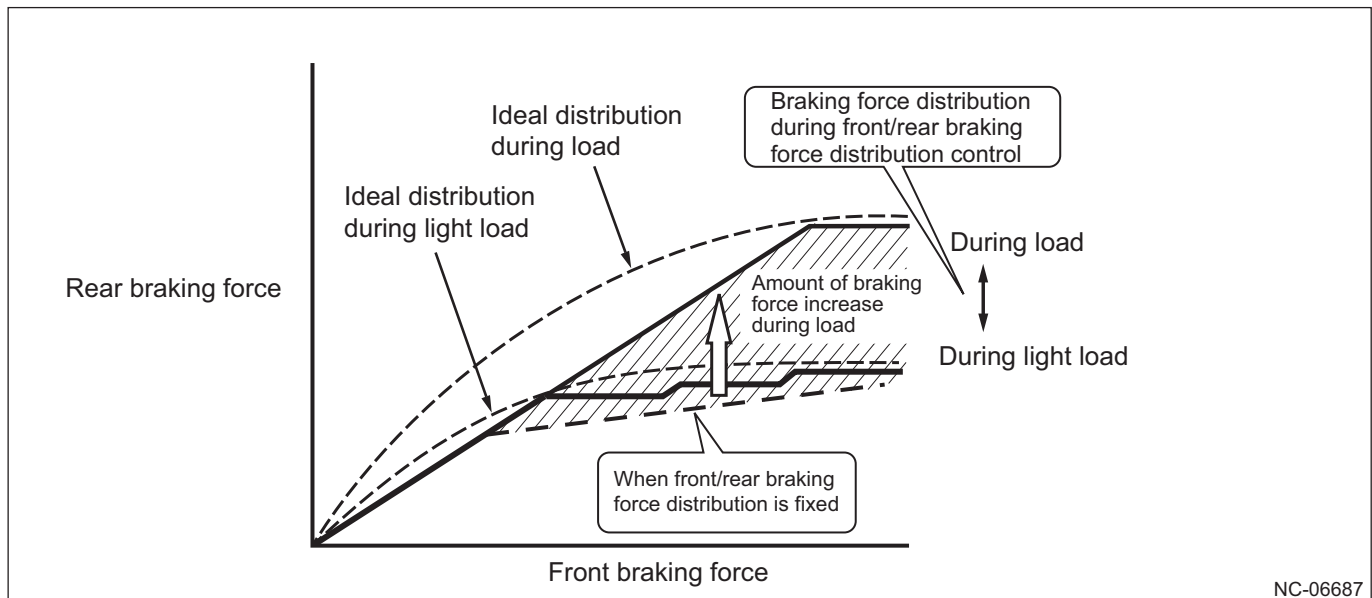 Ideal distribution
during load
Braking force distribution
during front/rear braking
force distribution control
Ideal distribution
during light load
During load
Rear braking force
Amount of braking
force increase
during load
During light load
When front/rear braking
force distribution is fixed
Front braking force
NC-06687